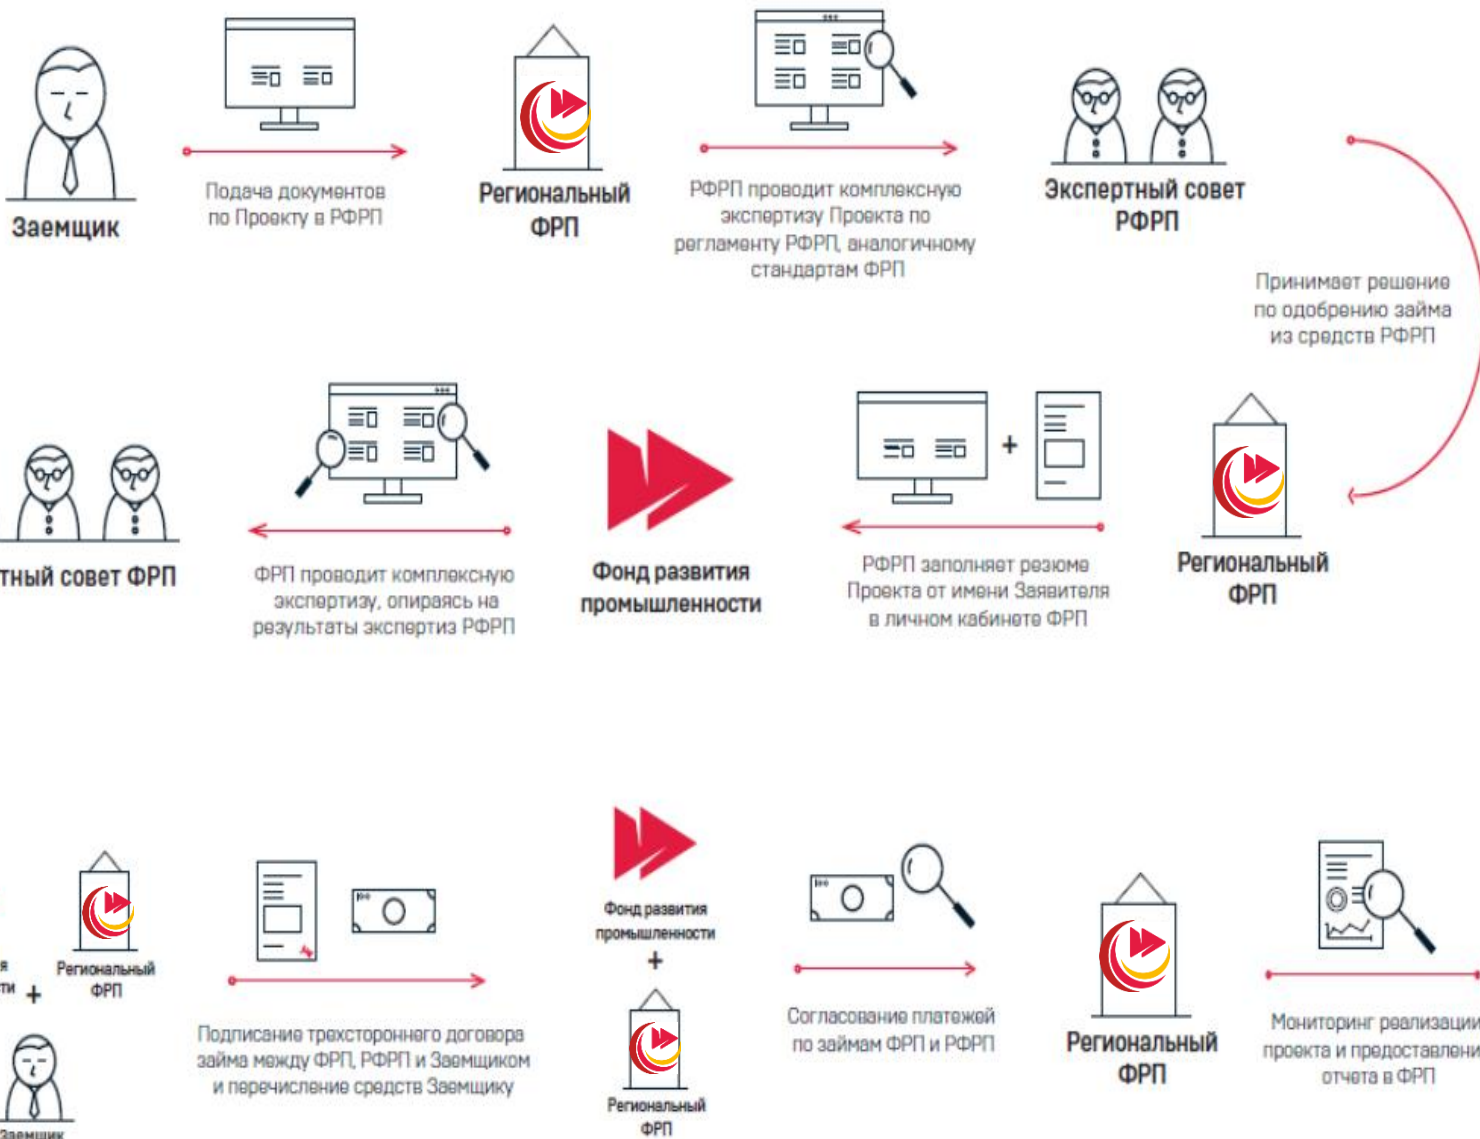 Заемщик
Подача документов
по Проекту в РФРП
Региональный
ФРП
РФРП проводит комплексную
экспертизу Проекта по
регламенту РФРП, аналогичному
стандартам ФРП
Экспертный совет
РФРП
Принимает решение
по одобрению займа
из средств РФРП
тный совет ФРП
ФРП проводит комплексную
экспертизу, опираясь на
результаты экспертиз РФРП
Фонд развития
промышленности
+
РФРП заполняет резюме
Проекта от имени Заявителя
в личном кабинете ФРП
Региональный
ФРП
я
ти
+
Региональный
ФРП
Заемщик
Подписание трехстороннего договора
займа между ФРП, РФРП и Заемщиком
и перечисление средств Заемщику
Фонд развития
промышленности
+
Региональный
ФРП
Согласование платежей
по займам ФРП и РФРП
Региональный
ФРП
Мониторинг реализации
проекта и предоставлени
отчета в ФРП